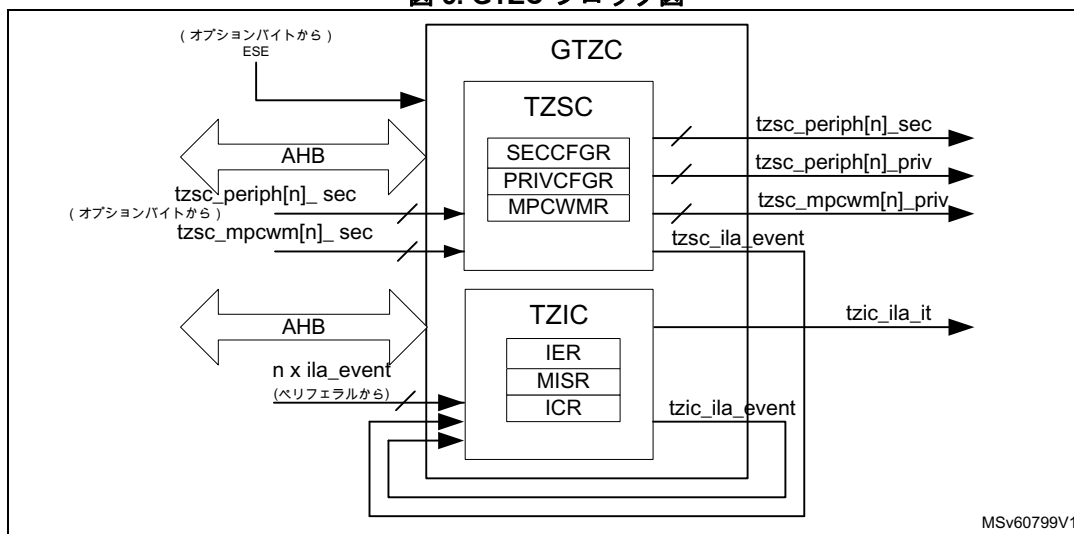 (オプションバイトから)
ESE
GTZC
TZSC
AHB
SECCFGR
PRIVCFGR
MPCWMR
tzsc_periph[n]_sec
tzsc_periph[n]_priv
tzsc_mpcwm[n]_priv
tzsc_ila_event
tzsc_periph[n]_ sec
(オプションバイトから)
tzsc_mpcwm[n]_ sec
TZIC
AHB
IER
MISR
ICR
tzic_ila_it
n x ila_event
(ペリフェラルから)
tzic_ila_event
MSv60799V1